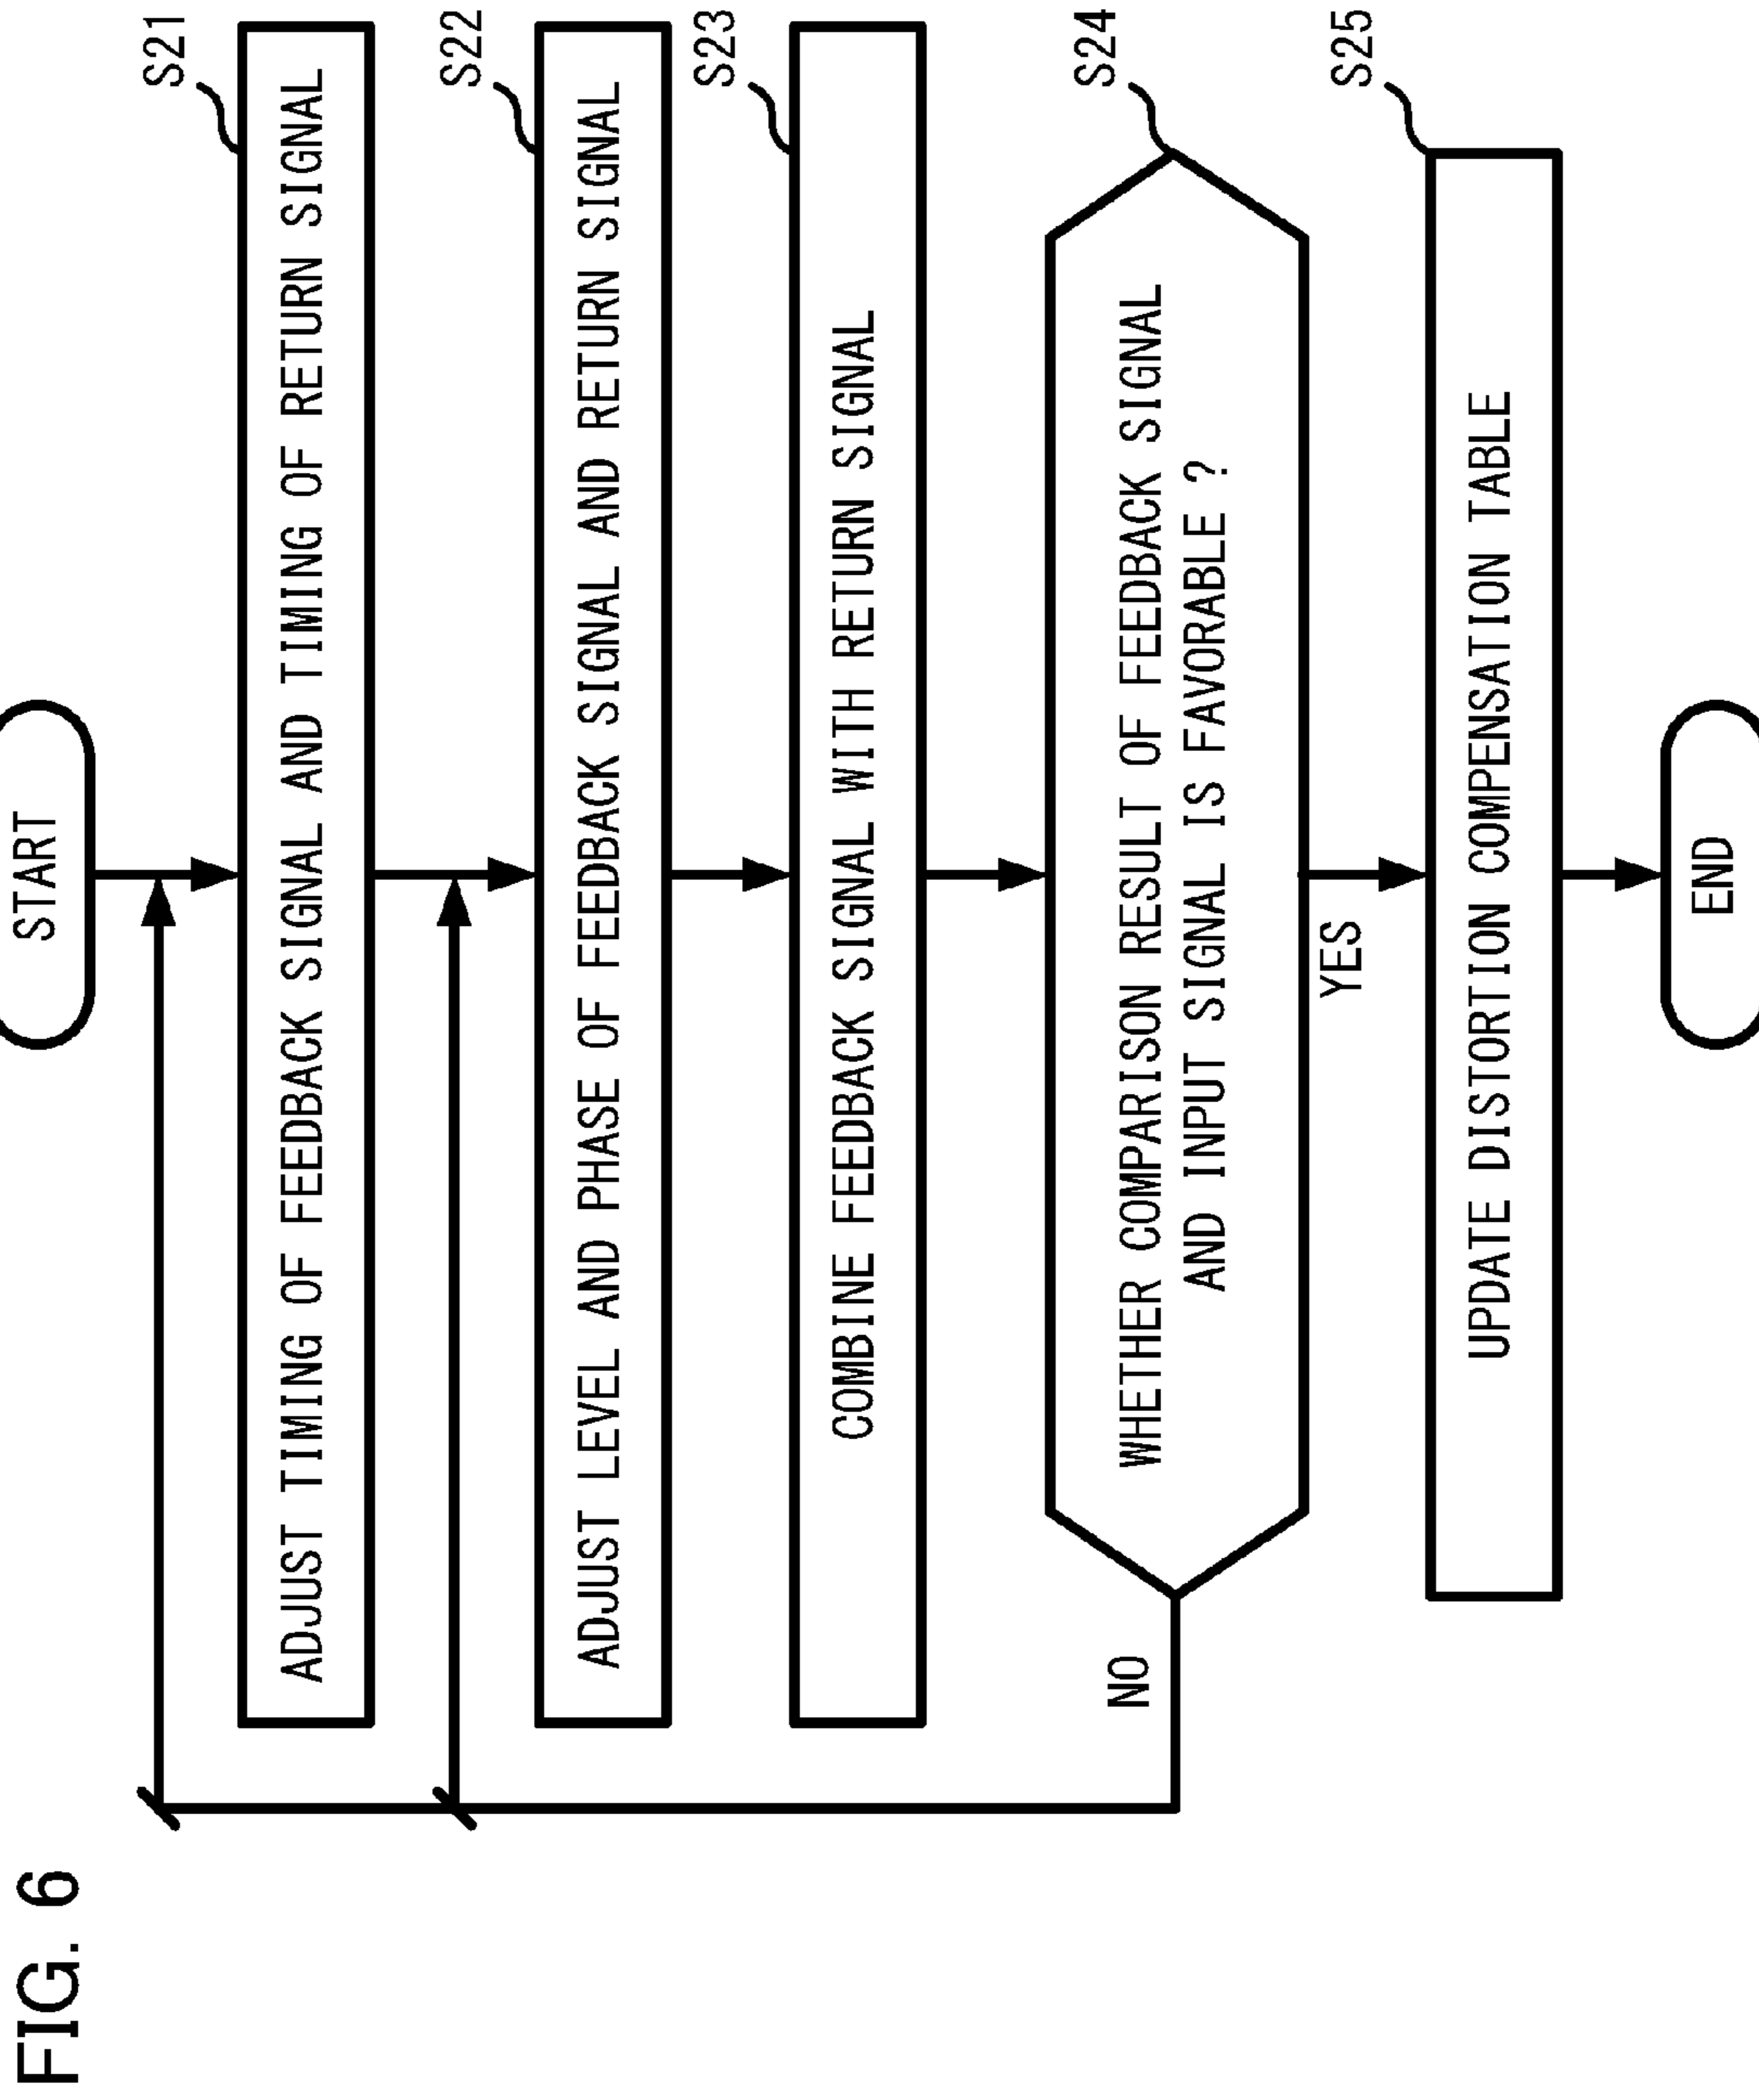 FIG. 6
START
S21
ADJUST TIMING OF FEEDBACK SIGNAL AND TIMING OF RETURN SIGNAL
S22
ADJUST LEVEL AND PHASE OF FEEDBACK SIGNAL AND RETURN SIGNAL
S23
COMBINE FEEDBACK SIGNAL WITH RETURN SIGNAL
S24
WHETHER COMPARISON RESULT OF FEEDBACK SIGNAL
AND INPUT SIGNAL IS FAVORABLE ?
NO
YES
S25
UPDATE DISTORTION COMPENSATION TABLE
END